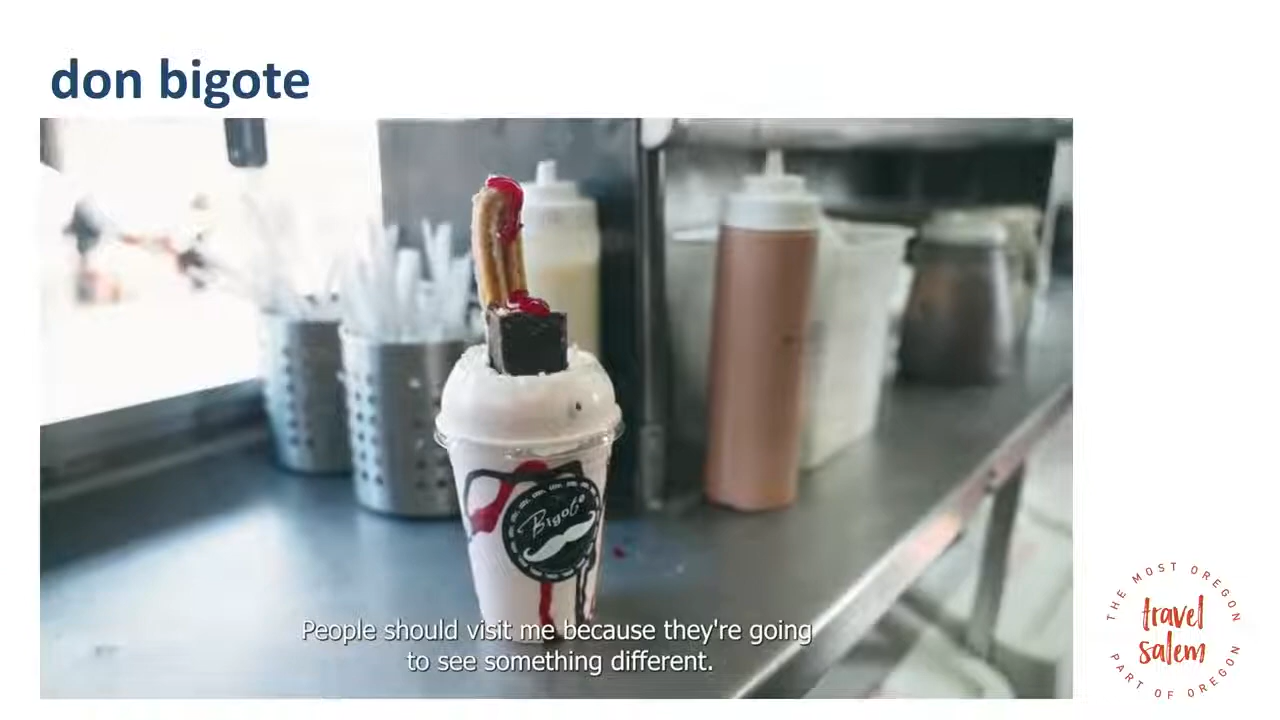 don bigote
Bigote
People should visit me because they're going
to see something different.
THE MOST OREGON
travel
salem
PART OF OREGON